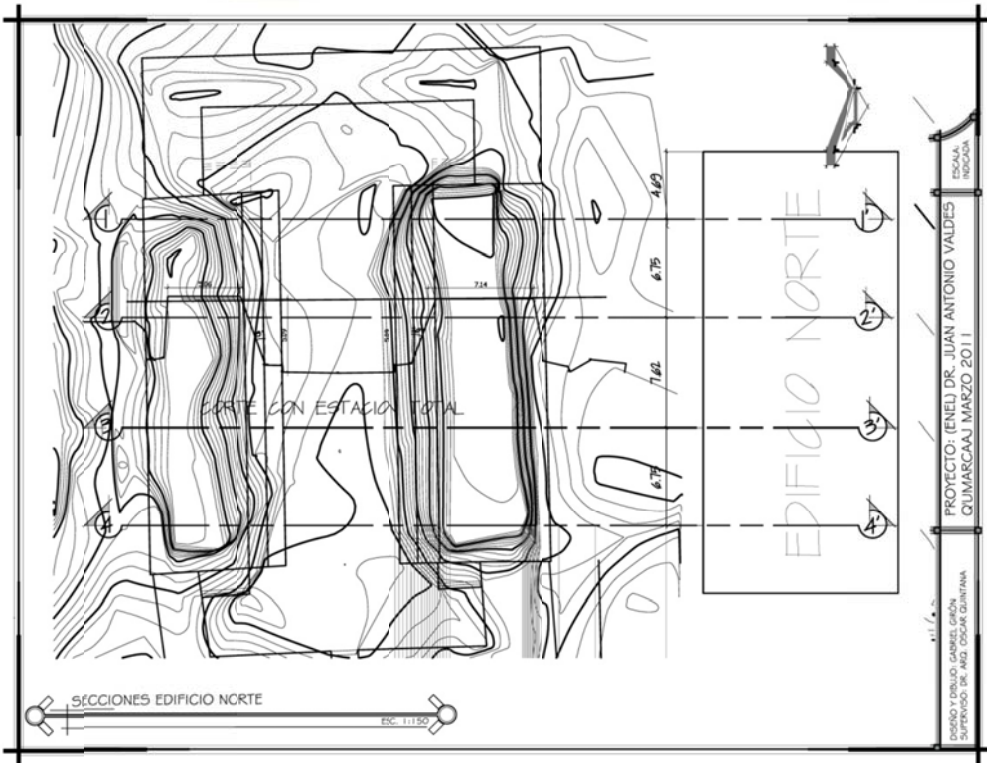 1
1'
2
2'
3
3'
4
4'
4.69
6.75
7.62
6.75
7.14
CORTE CON ESTACION TOTAL
EDIFICIO NORTE
SECCIONES EDIFICIO NORTE
ESC. 1:150
ESCALA:
INDICADA
PROYECTO: (ENEL) DR. JUAN ANTONIO VALDES
QUMARCAAJ MARZO 2011
DISEÑO Y DIBUJO: GABRIEL GIRÓN
SUPERVISO: DR. ARQ. OSCAR QUINTANA